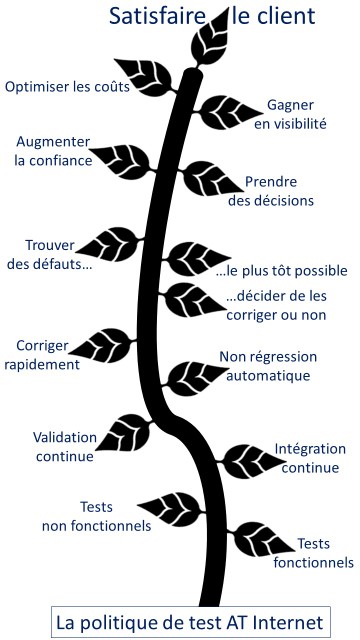 Satisfaire le client
Optimiser les coûts
Gagner
en visibilité
Augmenter
la confiance
Prendre
des décisions
Trouver
des défauts...
...le plus tôt possible
...décider de les
corriger ou non
Corriger
rapidement
Non régression
automatique
Validation
continue
Intégration
continue
Tests
non fonctionnels
Tests
fonctionnels
La politique de test AT Internet